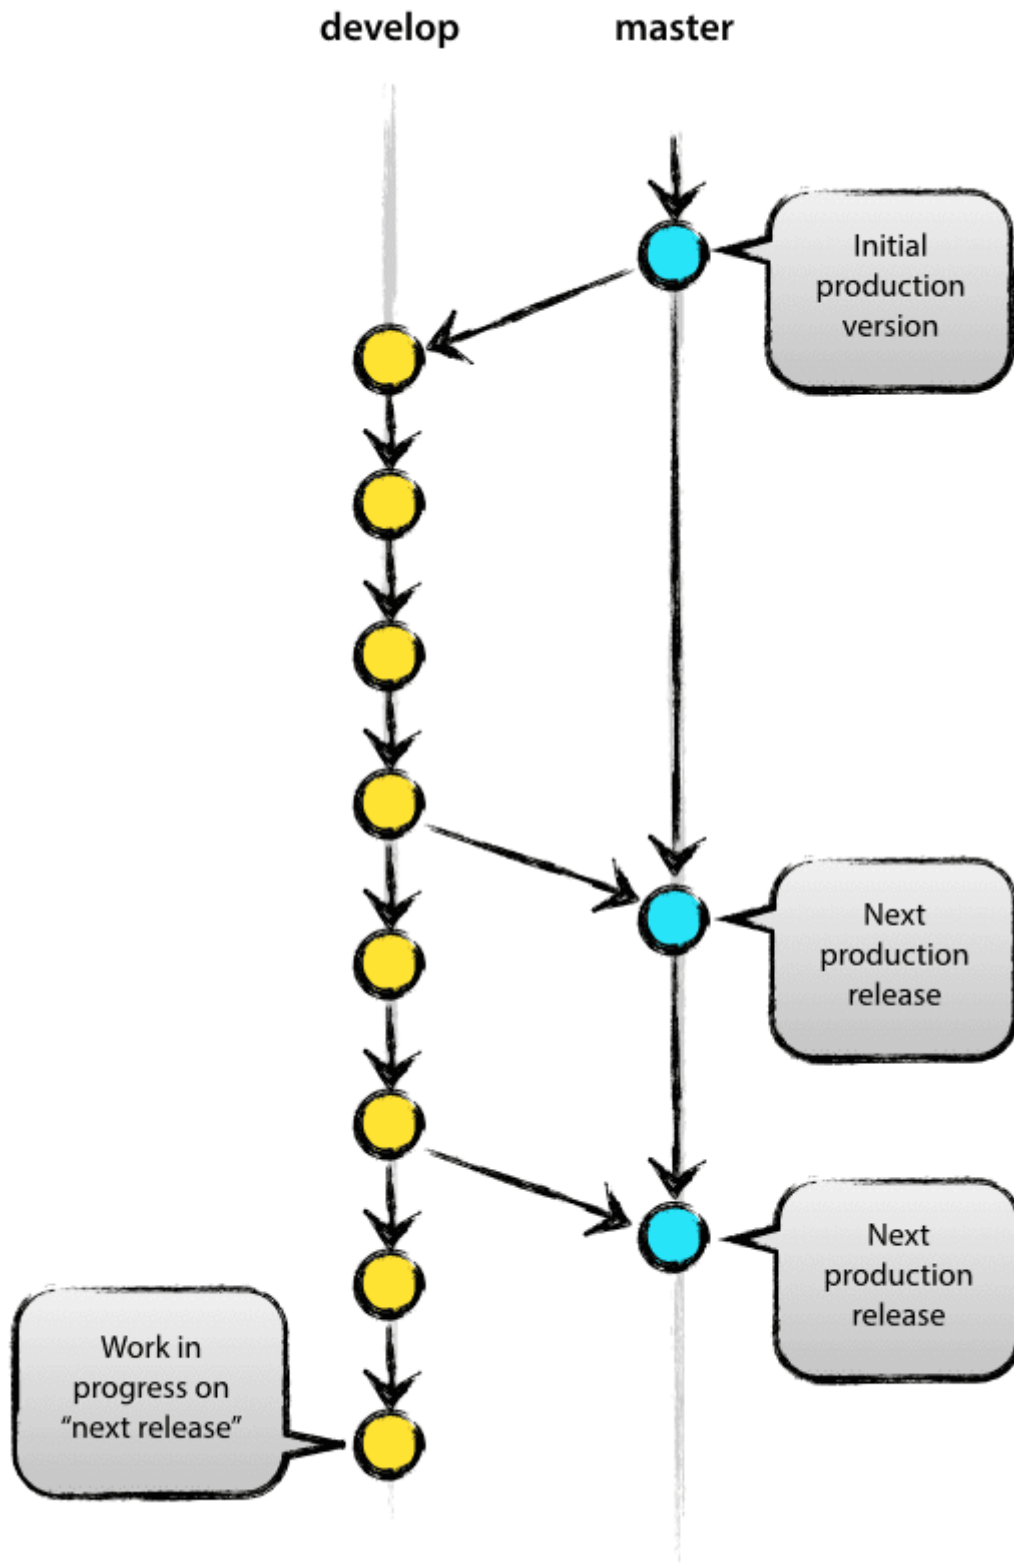 develop
master
Initial
production
version
Next
production
release
Next
production
release
Work in
progress on
“next release”